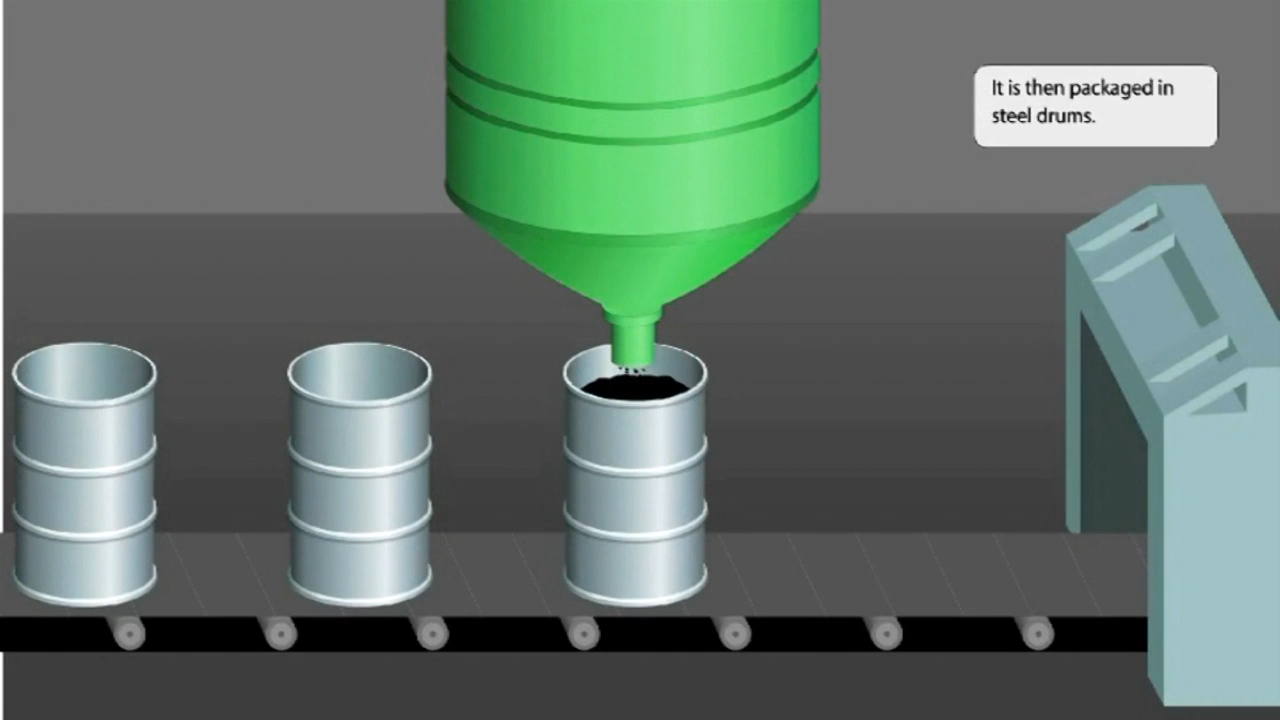 It is then packaged in
steel drums.